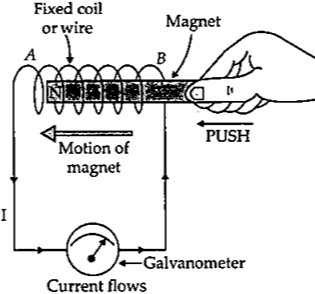 Fixed coil
or wire
Magnet
A
B
N
PUSH
Motion of
magnet
I
Galvanometer
Current flows